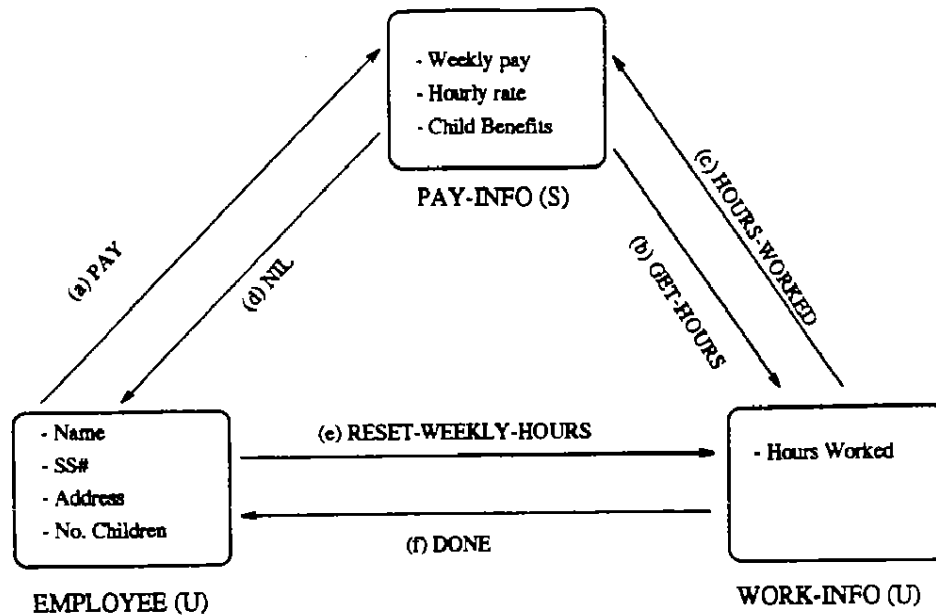 - Weekly pay
- Hourly rate
- Child Benefits
PAY-INFO (S)
(a) PAY
(d) NIL
(b) GET-HOURS
(c) HOURS-WORKED
- Name
- SS#
- Address
- No. Children
EMPLOYEE (U)
(e) RESET-WEEKLY-HOURS
(f) DONE
- Hours Worked
WORK-INFO (U)